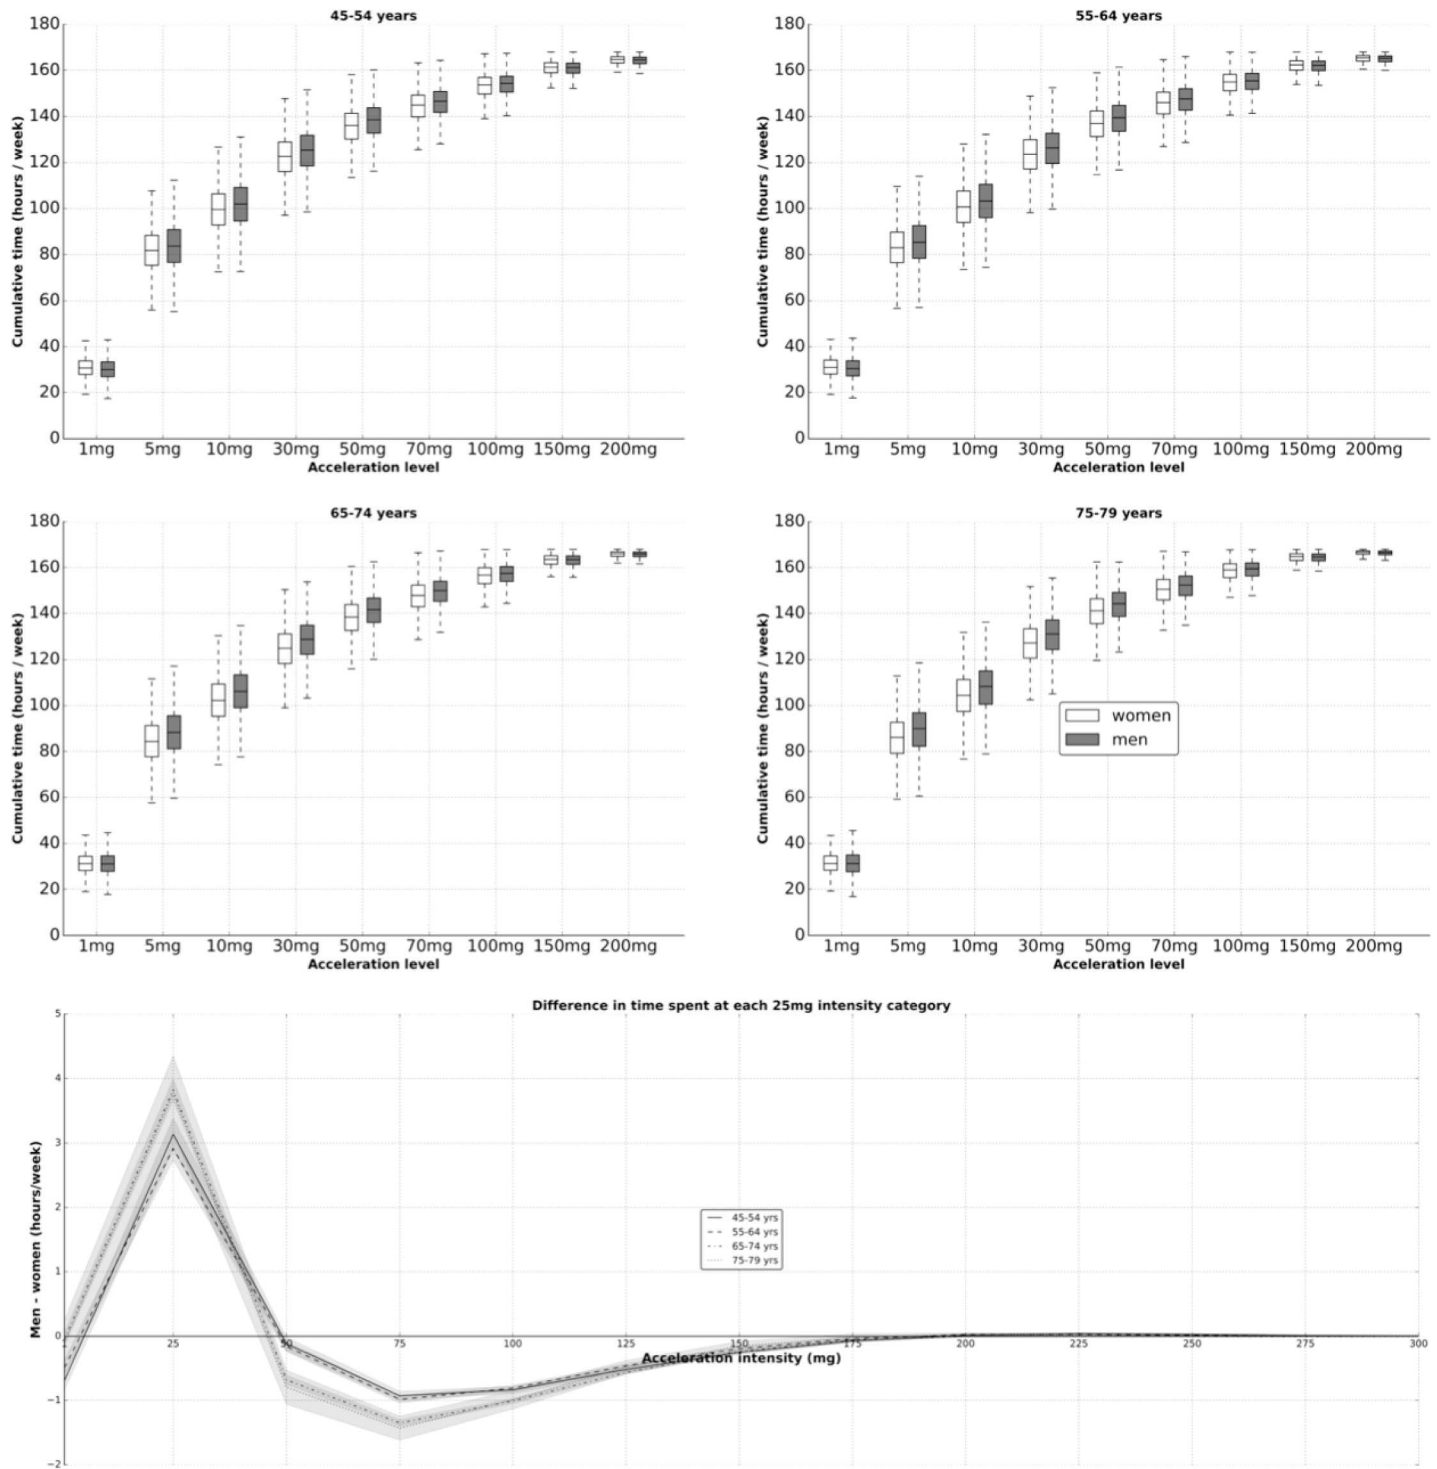 45-54 years
180
160
140
120
100
80
60
40
20
0
Cumulative time (hours / week)
1mg 5mg 10mg 30mg 50mg 70mg 100mg 150mg 200mg
Acceleration level
55-64 years
180
160
140
120
100
80
60
40
20
0
Cumulative time (hours / week)
1mg 5mg 10mg 30mg 50mg 70mg 100mg 150mg 200mg
Acceleration level
65-74 years
180
160
140
120
100
80
60
40
20
0
Cumulative time (hours / week)
1mg 5mg 10mg 30mg 50mg 70mg 100mg 150mg 200mg
Acceleration level
75-79 years
180
160
140
120
100
80
60
40
20
0
Cumulative time (hours / week)
women
men
1mg 5mg 10mg 30mg 50mg 70mg 100mg 150mg 200mg
Acceleration level
Difference in time spent at each 25mg intensity category
5
4
3
2
1
0
−1
−2
Men - women (hours/week)
45-54 yrs
55-64 yrs
65-74 yrs
75-79 yrs
25 50 75 100 125 150 175 200 225 250 275 300
Acceleration intensity (mg)